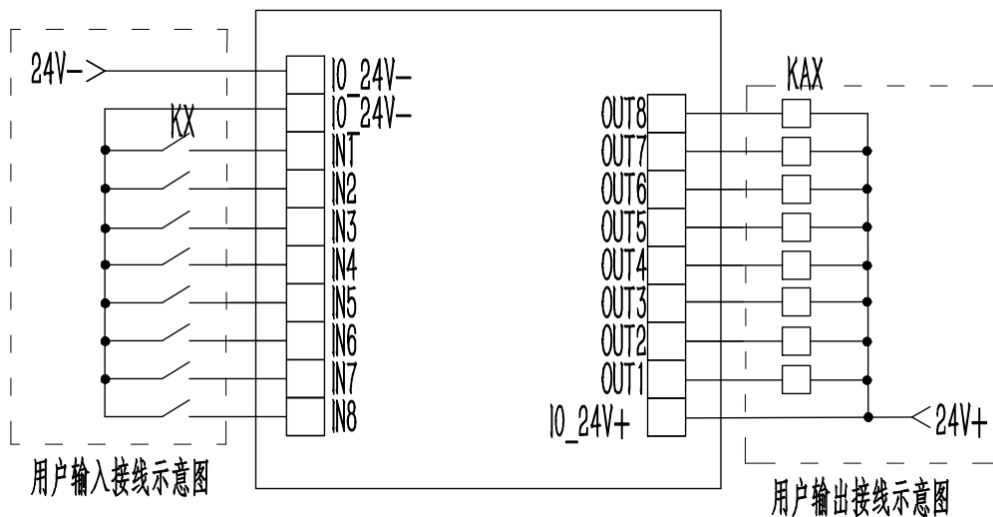 24V-
IO_24V-
IO_24V-
KX
IN1
IN2
IN3
IN4
IN5
IN6
IN7
IN8
用户输入接线示意图
KAX
OUT8
OUT7
OUT6
OUT5
OUT4
OUT3
OUT2
OUT1
IO_24V+
24V+
用户输出接线示意图